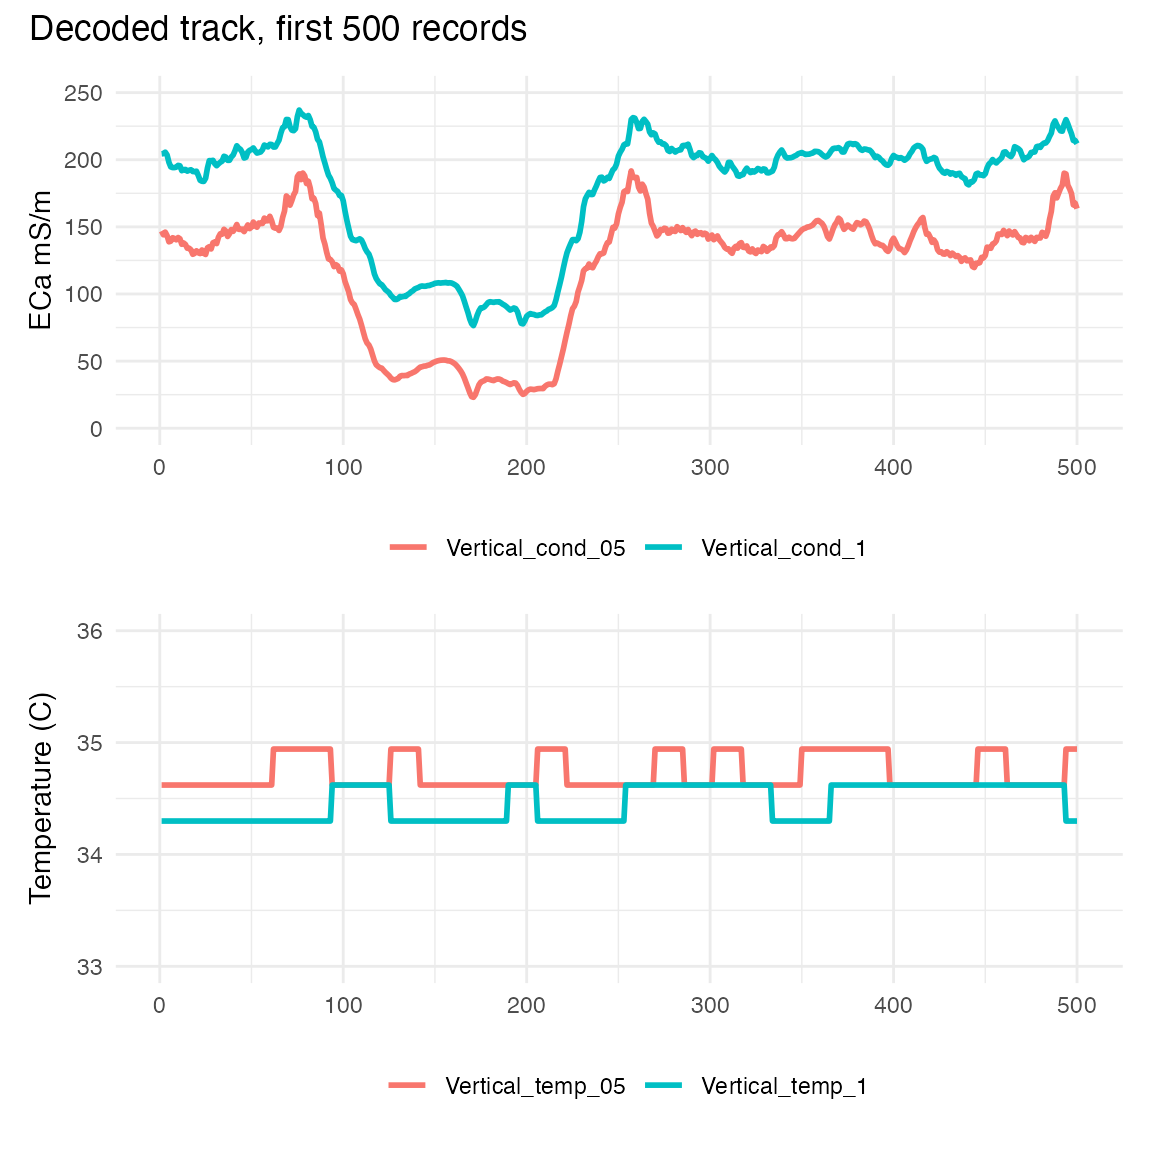 Decoded track, first 500 records
ECa mS/m
250
200
150
100
50
0
0 100 200 300 400 500
Vertical_cond_05 Vertical_cond_1
Temperature (C)
36
35
34
33
0 100 200 300 400 500
Vertical_temp_05 Vertical_temp_1